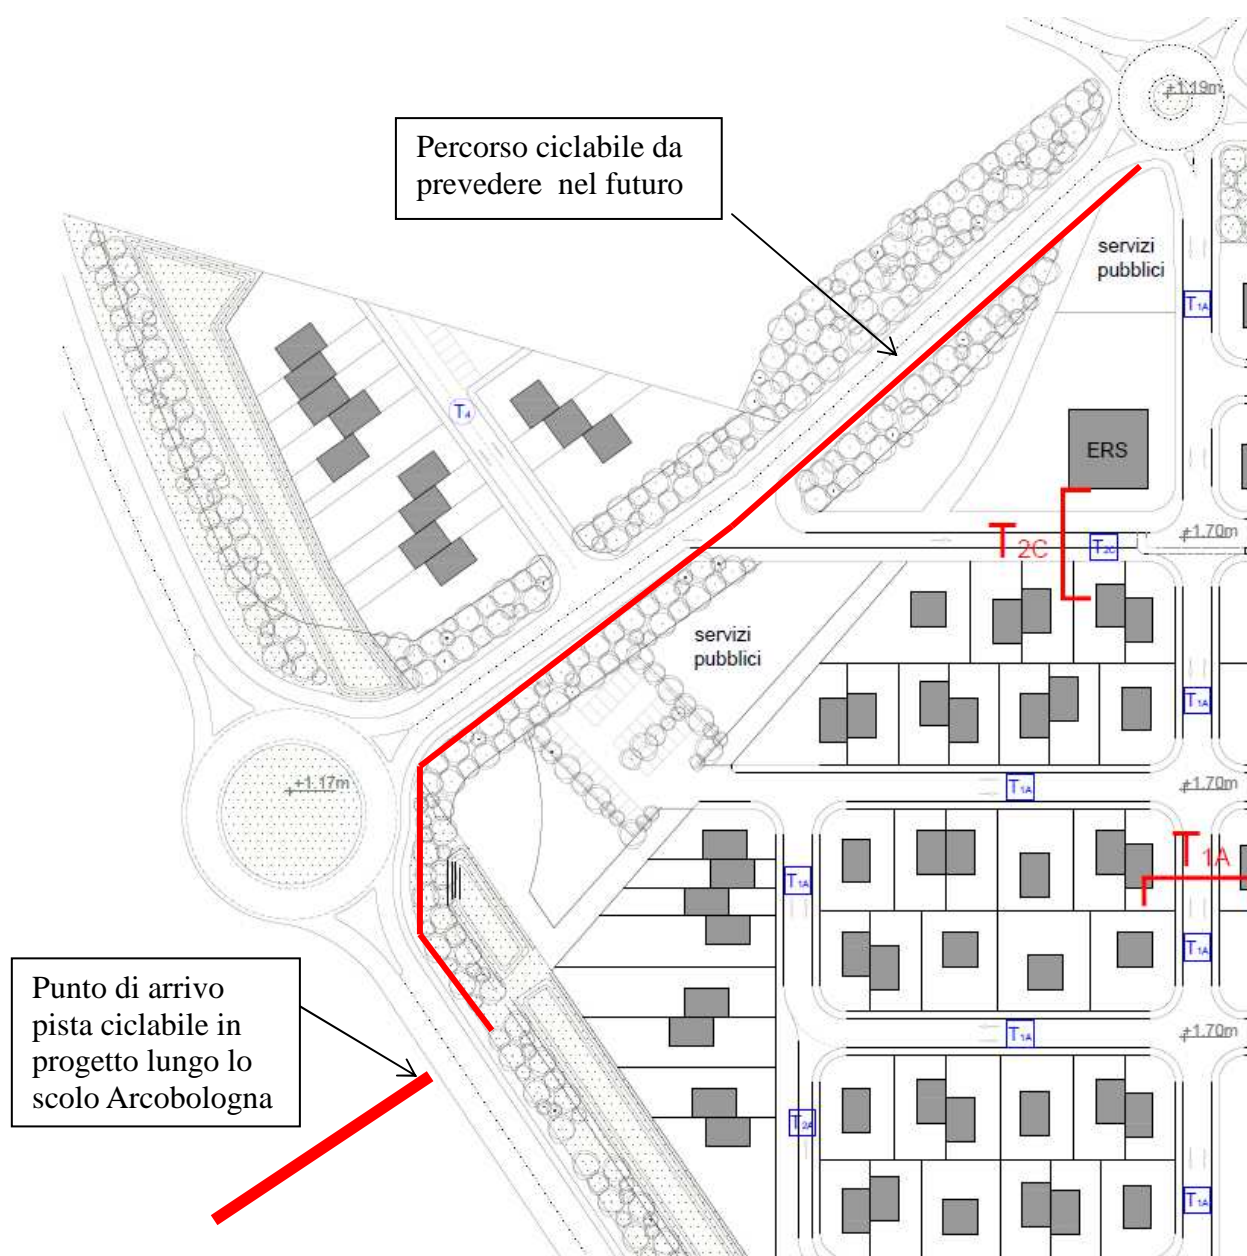 +1.19m
Percorso ciclabile da
prevedere nel futuro
servizi
pubblici
T1A
T4
ERS
T2C
T2C
+1.70m
servizi
pubblici
T1A
+1.17m
T1A
+1.70m
T1A
T1A
T1A
Punto di arrivo
pista ciclabile in
progetto lungo lo
scolo Arcobologna
T1A
+1.70m
T2A
T1A